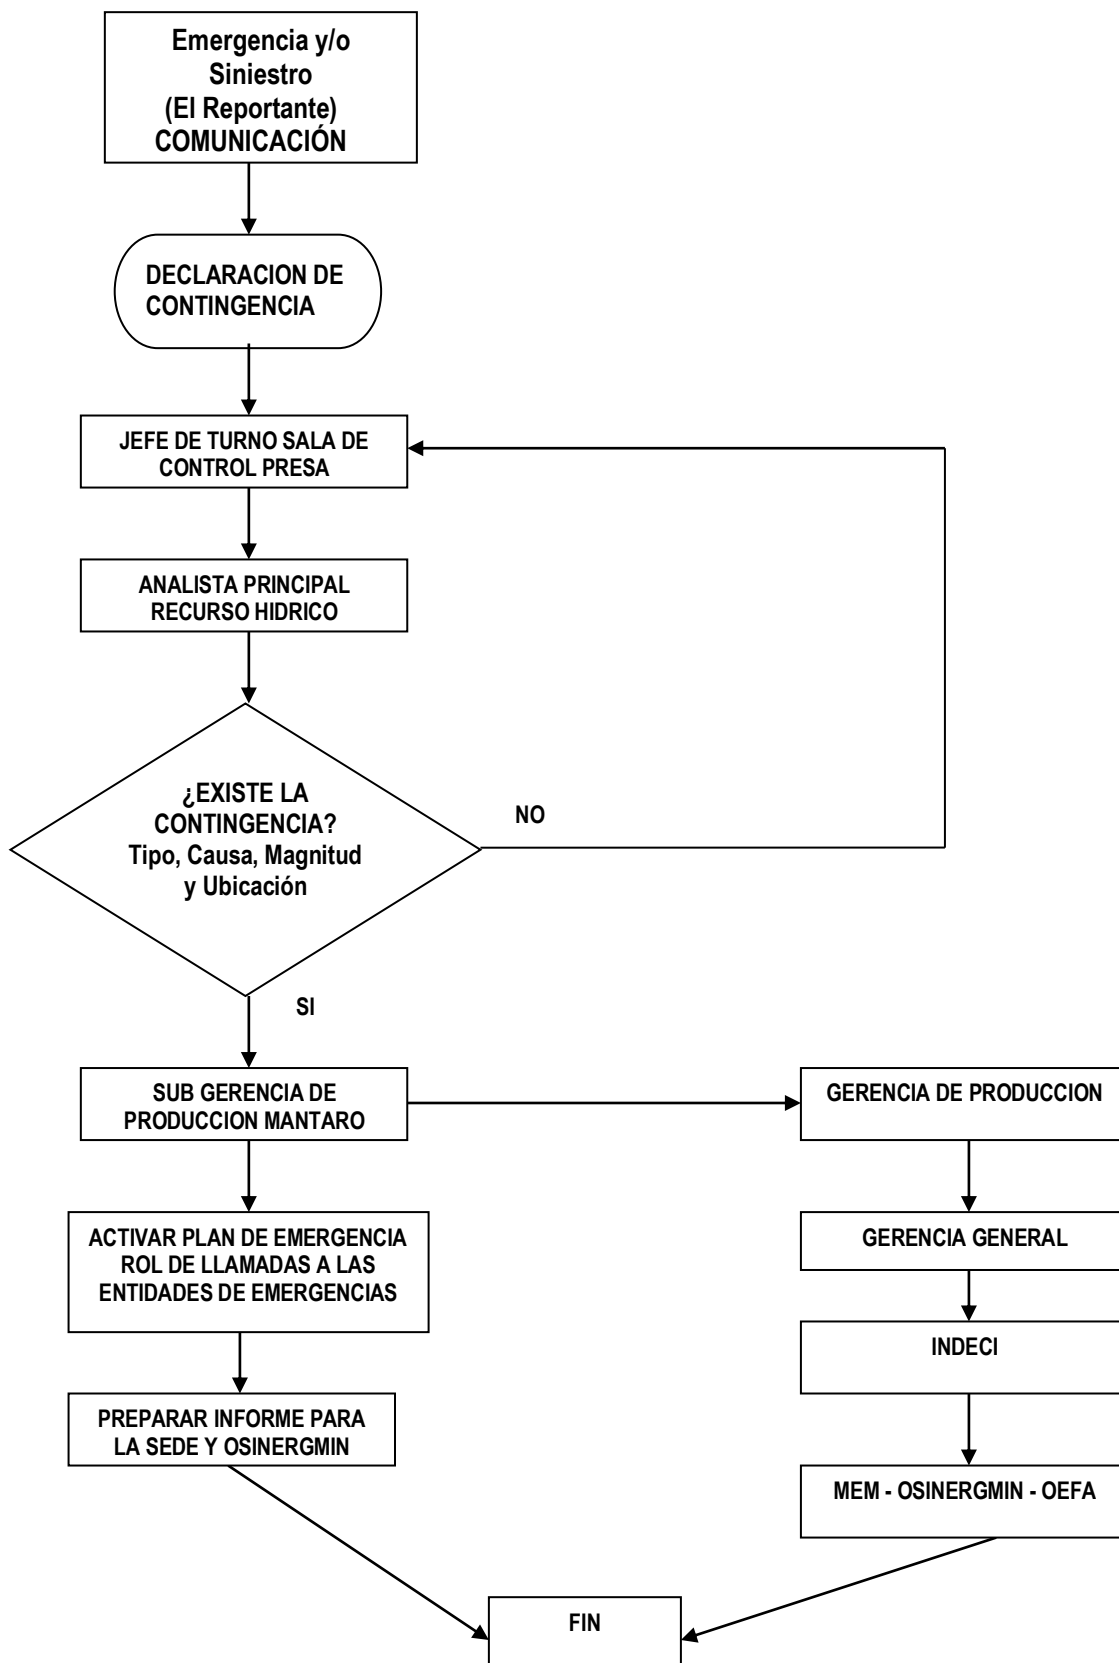 Emergencia y/o
Siniestro
(El Reportante)
COMUNICACIÓN
DECLARACION DE
CONTINGENCIA
JEFE DE TURNO SALA DE
CONTROL PRESA
ANALISTA PRINCIPAL
RECURSO HIDRICO
¿EXISTE LA
CONTINGENCIA?
Tipo, Causa, Magnitud
y Ubicación
NO
SI
SUB GERENCIA DE
PRODUCCION MANTARO
GERENCIA DE PRODUCCION
ACTIVAR PLAN DE EMERGENCIA
ROL DE LLAMADAS A LAS
ENTIDADES DE EMERGENCIAS
GERENCIA GENERAL
INDECI
PREPARAR INFORME PARA
LA SEDE Y OSINERGMIN
MEM - OSINERGMIN - OEFA
FIN